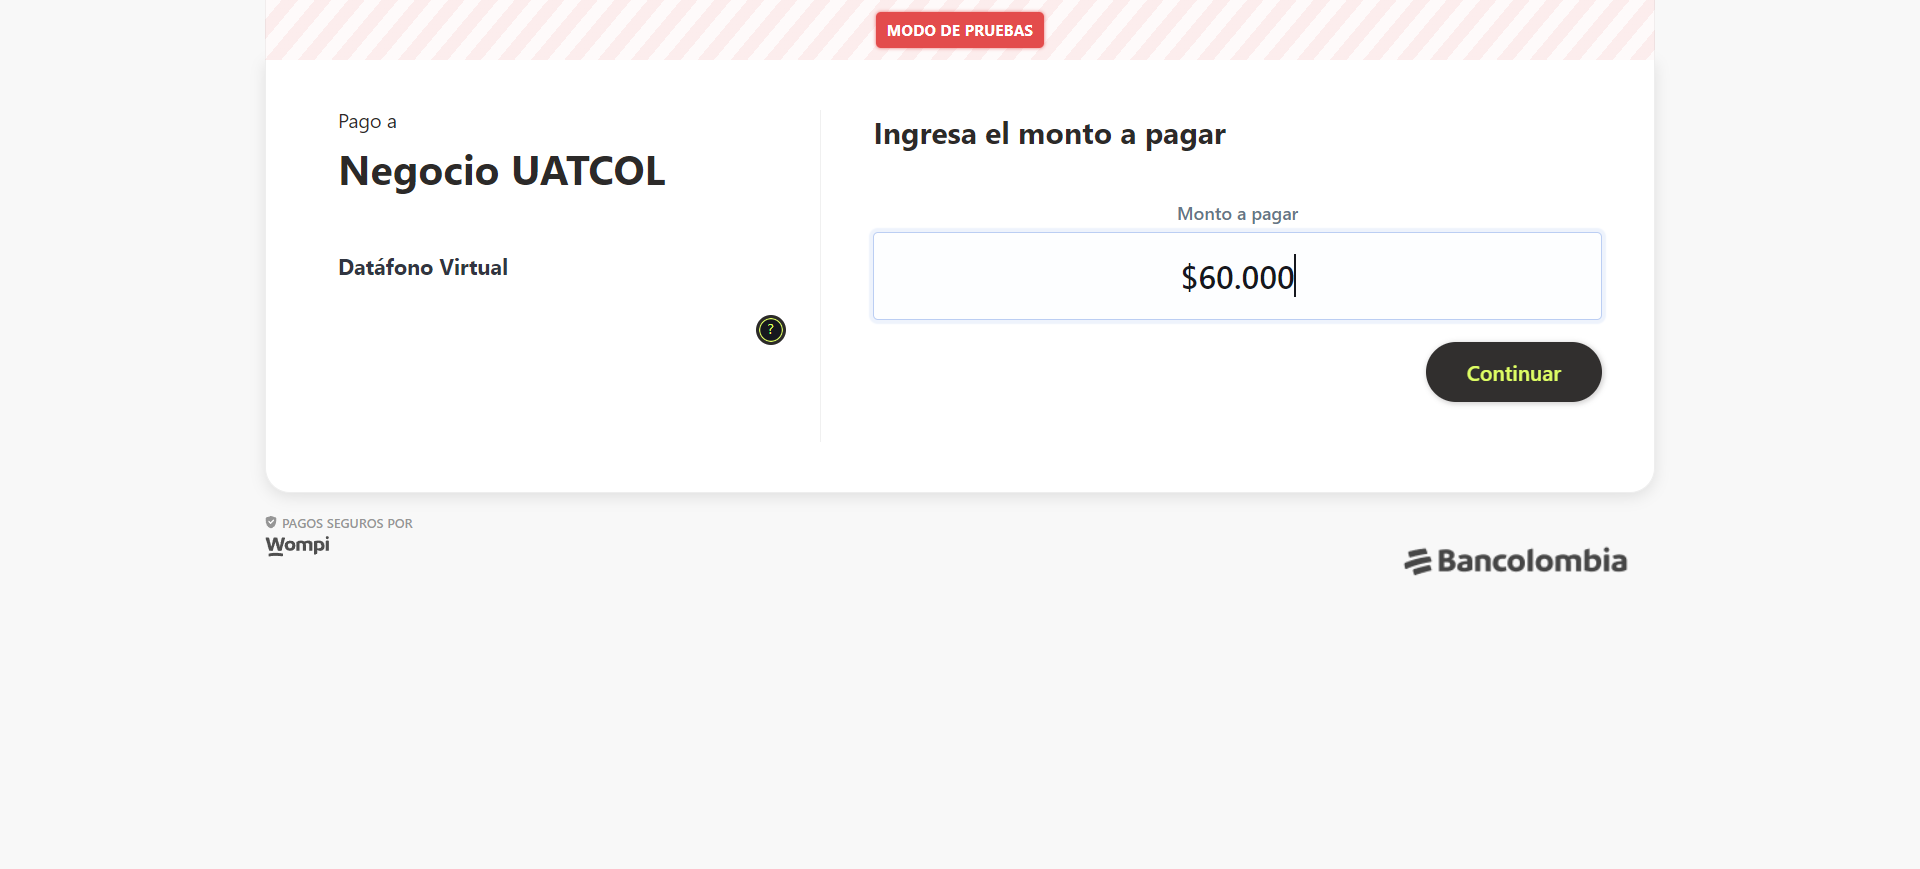 MODO DE PRUEBAS
Pago a
Negocio UATCOL
Datáfono Virtual
?
Ingresa el monto a pagar
Monto a pagar
$60.000
Continuar
PAGOS SEGUROS POR
Wompi
Bancolombia